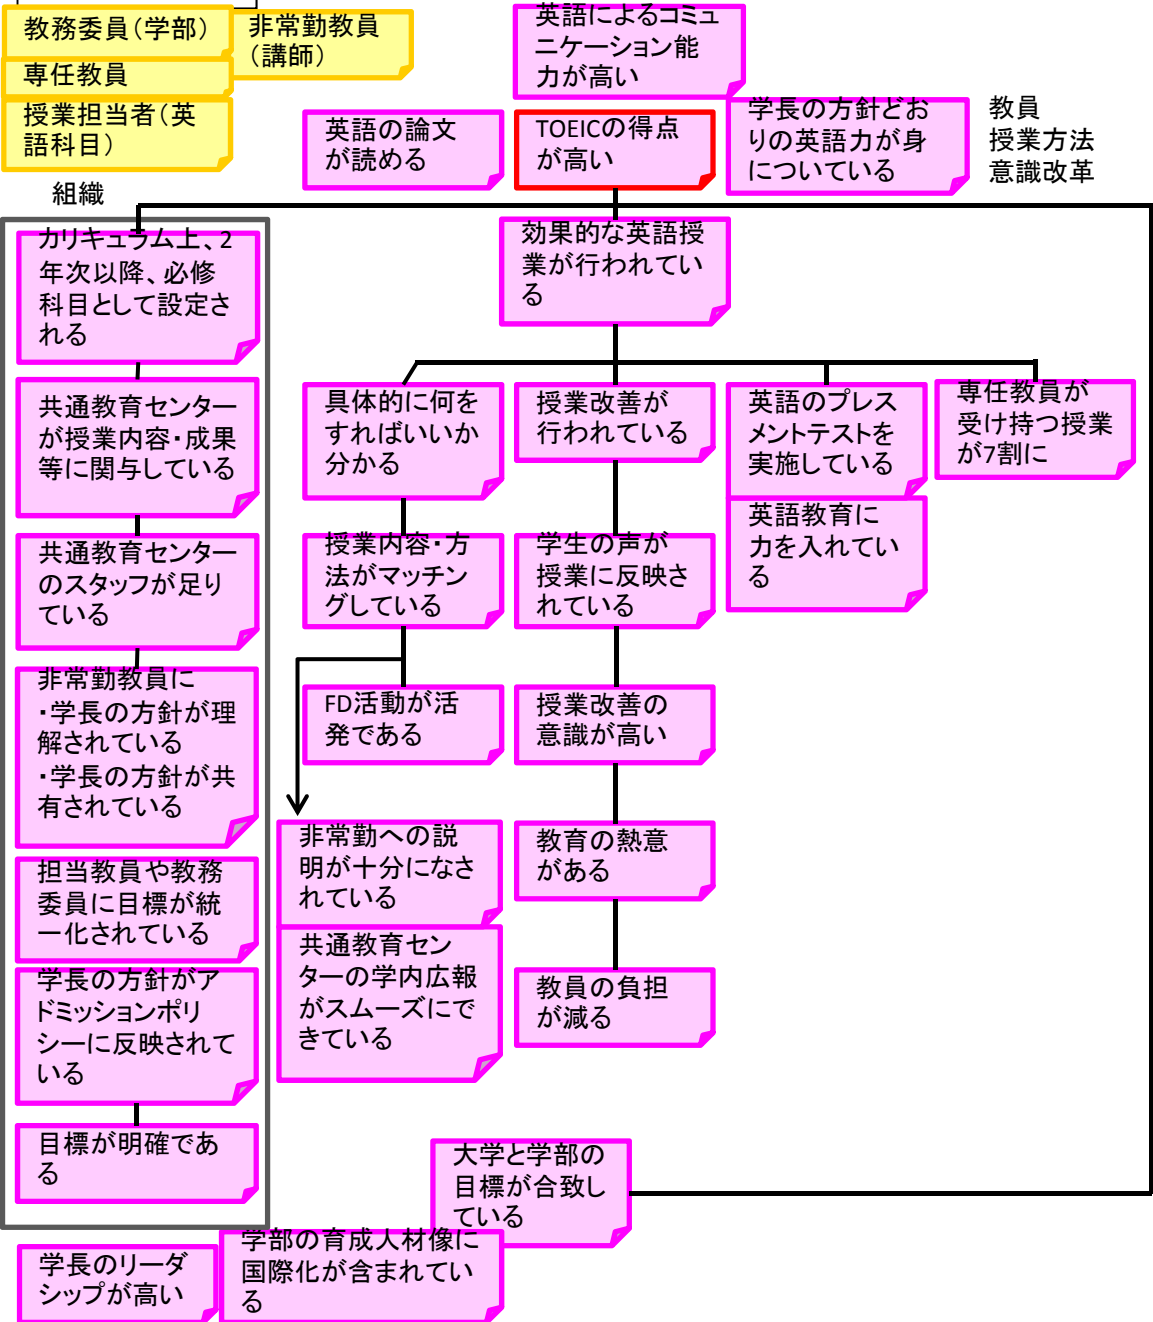 教務委員(学部)
専任教員
授業担当者(英
語科目)
非常勤教員
(講師)
英語によるコミュ
ニケーション能
力が高い
英語の論文
が読める
TOEICの得点
が高い
学長の方針どお
りの英語力が身
についている
教員
授業方法
意識改革
組織
カリキュラム上、2
年次以降、必修
科目として設定さ
れる
共通教育センター
が授業内容・成果
等に関与している
共通教育センター
のスタッフが足り
ている
非常勤教員に
・学長の方針が理
解されている
・学長の方針が共
有されている
担当教員や教務
委員に目標が統
一化されている
学長の方針がア
ドミッションポリ
シーに反映されて
いる
目標が明確であ
る
効果的な英語授
業が行われてい
る
具体的に何を
すればいいか
分かる
授業内容・方
法がマッチン
グしている
FD活動が活
発である
非常勤への説
明が十分になさ
れている
共通教育セン
ターの学内広報
がスムーズにで
きている
授業改善が
行われている
学生の声が
授業に反映さ
れている
授業改善の
意識が高い
教育の熱意
がある
教員の負担
が減る
英語のプレス
メントテストを
実施している
英語教育に
力を入れてい
る
専任教員が
受け持つ授業
が7割に
大学と学部の
目標が合致し
ている
学部の育成人材像に
国際化が含まれてい
る
学長のリーダ
シップが高い